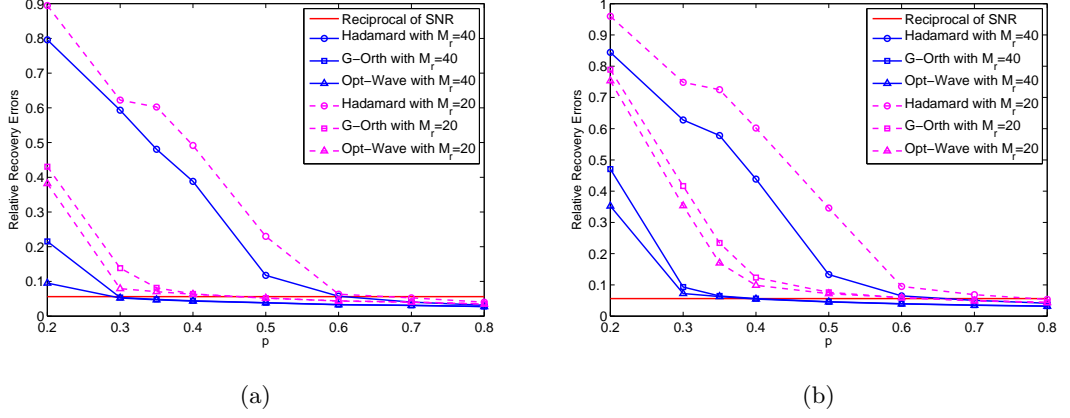 0.9
0.8
0.7
0.6
0.5
0.4
0.3
0.2
0.1
0
Relative Recovery Errors
0.2 0.3 0.4 0.5 0.6 0.7 0.8
p
Reciprocal of SNR
Hadamard with M_r=40
G−Orth with M_r=40
Opt−Wave with M_r=40
Hadamard with M_r=20
G−Orth with M_r=20
Opt−Wave with M_r=20
(a)
1
0.9
0.8
0.7
0.6
0.5
0.4
0.3
0.2
0.1
0
Relative Recovery Errors
0.2 0.3 0.4 0.5 0.6 0.7 0.8
p
Reciprocal of SNR
Hadamard with M_r=40
G−Orth with M_r=40
Opt−Wave with M_r=40
Hadamard with M_r=20
G−Orth with M_r=20
Opt−Wave with M_r=20
(b)